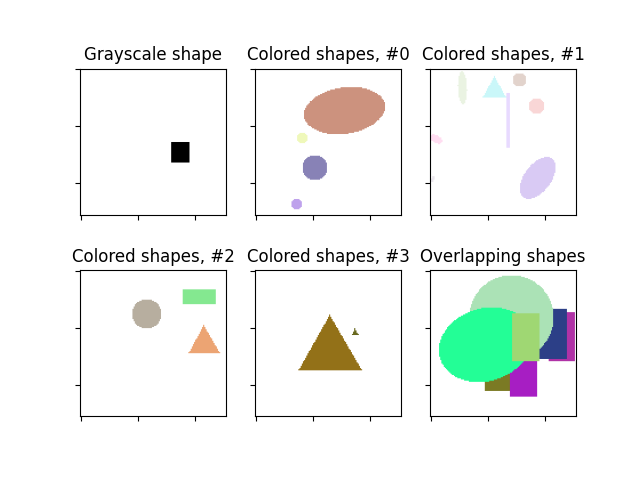 Grayscale shape
Colored shapes, #0
Colored shapes, #1
Colored shapes, #2
Colored shapes, #3
Overlapping shapes